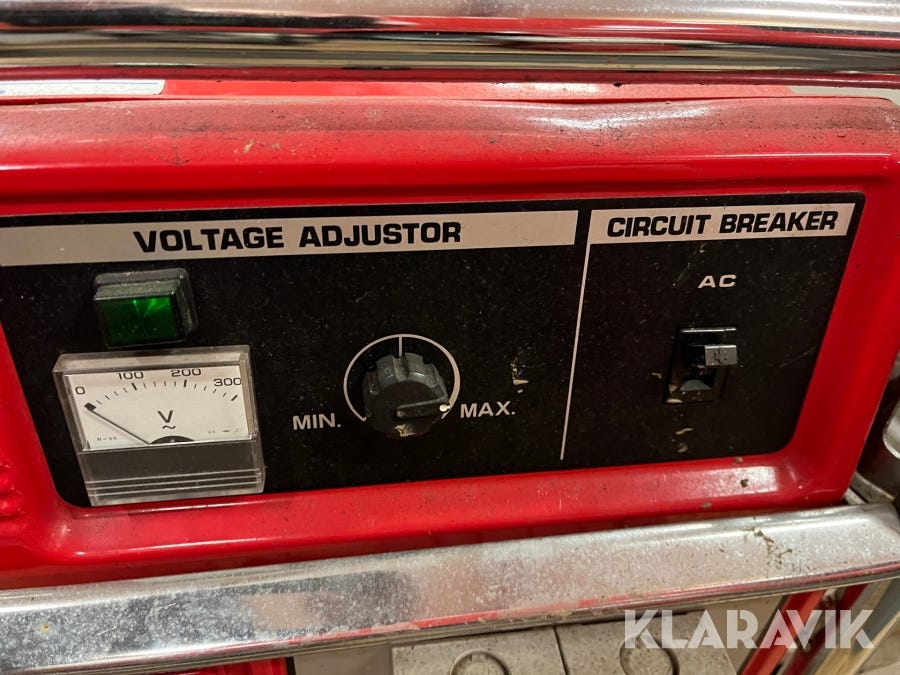 VOLTAGE ADJUSTOR
CIRCUIT BREAKER
AC
0 100 200 300
V
MIN.
MAX.
KLARAVIK